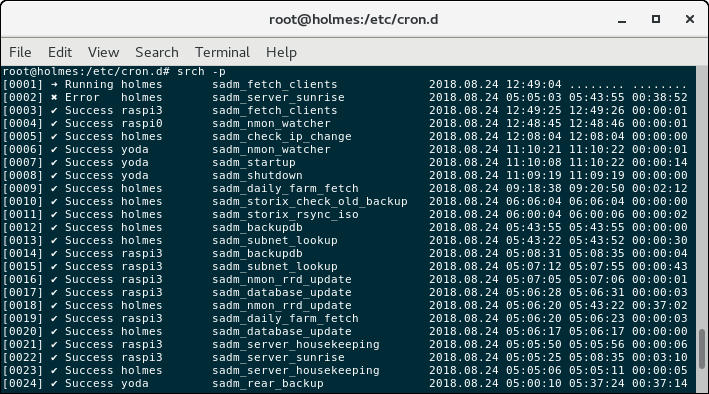 root@holmes:/etc/cron.d
File Edit View Search Terminal Help
root@holmes:/etc/cron.d# srch -p
[0001] ➜ Running holmes sadm_fetch_clients 2018.08.24 12:49:04 ........ ........
[0002] ✖ Error holmes sadm_server_sunrise 2018.08.24 05:05:03 05:43:55 00:38:52
[0003] ✔ Success raspi3 sadm_fetch_clients 2018.08.24 12:49:25 12:49:26 00:00:01
[0004] ✔ Success raspi0 sadm_nmon_watcher 2018.08.24 12:48:45 12:48:46 00:00:01
[0005] ✔ Success holmes sadm_check_ip_change 2018.08.24 12:08:04 12:08:04 00:00:00
[0006] ✔ Success yoda sadm_nmon_watcher 2018.08.24 11:10:21 11:10:22 00:00:01
[0007] ✔ Success yoda sadm_startup 2018.08.24 11:10:08 11:10:22 00:00:14
[0008] ✔ Success yoda sadm_shutdown 2018.08.24 11:09:19 11:09:19 00:00:00
[0009] ✔ Success holmes sadm_daily_farm_fetch 2018.08.24 09:18:38 09:20:50 00:02:12
[0010] ✔ Success holmes sadm_storix_check_old_backup 2018.08.24 06:06:04 06:06:04 00:00:00
[0011] ✔ Success holmes sadm_storix_rsync_iso 2018.08.24 06:00:04 06:00:06 00:00:02
[0012] ✔ Success holmes sadm_backupdb 2018.08.24 05:43:55 05:43:55 00:00:00
[0013] ✔ Success holmes sadm_subnet_lookup 2018.08.24 05:43:22 05:43:52 00:00:30
[0014] ✔ Success raspi3 sadm_backupdb 2018.08.24 05:08:31 05:08:35 00:00:04
[0015] ✔ Success raspi3 sadm_subnet_lookup 2018.08.24 05:07:12 05:07:55 00:00:43
[0016] ✔ Success raspi3 sadm_nmon_rrd_update 2018.08.24 05:07:05 05:07:06 00:00:01
[0017] ✔ Success raspi3 sadm_database_update 2018.08.24 05:06:28 05:06:31 00:00:03
[0018] ✔ Success holmes sadm_nmon_rrd_update 2018.08.24 05:06:20 05:43:22 00:37:02
[0019] ✔ Success raspi3 sadm_daily_farm_fetch 2018.08.24 05:06:20 05:06:23 00:00:03
[0020] ✔ Success holmes sadm_database_update 2018.08.24 05:06:17 05:06:17 00:00:00
[0021] ✔ Success raspi3 sadm_server_housekeeping 2018.08.24 05:05:50 05:05:56 00:00:06
[0022] ✔ Success raspi3 sadm_server_sunrise 2018.08.24 05:05:25 05:08:35 00:03:10
[0023] ✔ Success holmes sadm_server_housekeeping 2018.08.24 05:05:06 05:05:11 00:00:05
[0024] ✔ Success yoda sadm_rear_backup 2018.08.24 05:00:10 05:37:24 00:37:14